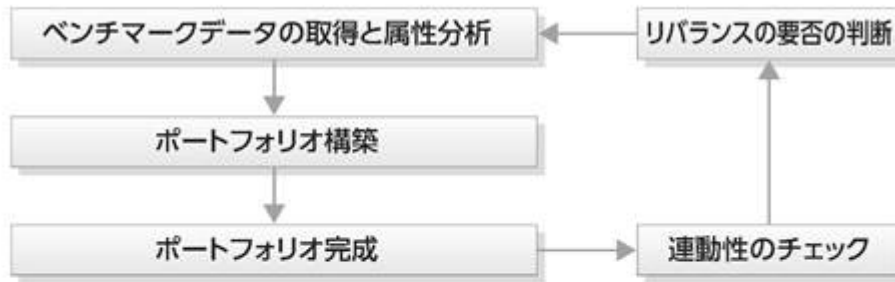 ベンチマークデータの取得と属性分析
リバランスの要否の判断
ポートフォリオ構築
ポートフォリオ完成
連動性のチェック